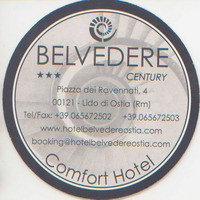 BELVEDERE
★★★ CENTURY
Piazza dei Ravennati, 4
00121 - Lido di Ostia (Rm)
Tel/Fax: +39.065672502 +39.065672503
www.hotelbelvedereostia.com
booking@hotelbelvedereostia.com
Comfort Hotel